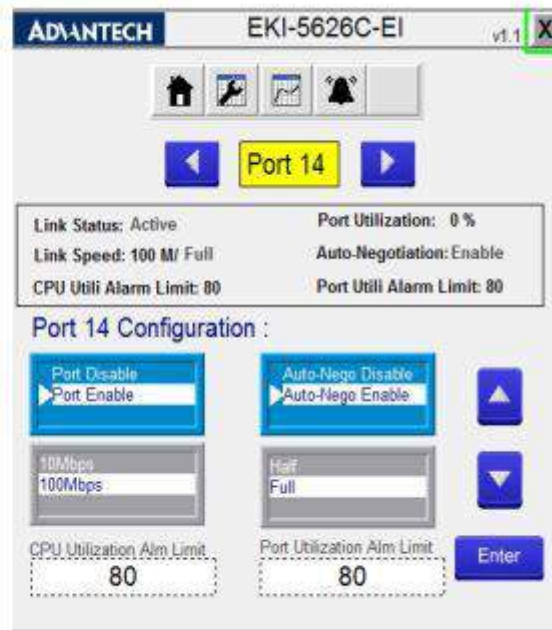 ADVANTECH EKI-5626C-EI v1.1 X
Port 14
Link Status: Active Port Utilization: 0 %
Link Speed: 100 M/ Full Auto-Negotiation: Enable
CPU Utili Alarm Limit: 80 Port Utili Alarm Limit: 80
Port 14 Configuration :
Port Disable Auto-Nego Disable
Port Enable Auto-Nego Enable
10Mbps Half
100Mbps Full
CPU Utilization Alm Limit Port Utilization Alm Limit Enter
80 80